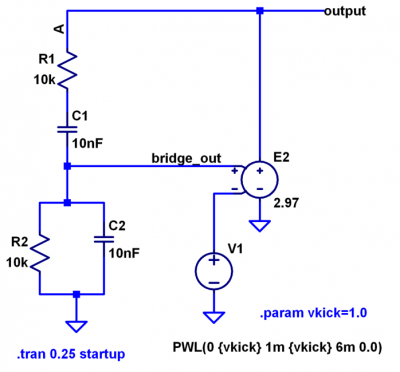 output
A
R1
10k
C1
10nF
bridge_out
+
+
−
−
E2
2.97
R2
10k
C2
10nF
V1
+
−
.param vkick=1.0
.tran 0.25 startup
PWL(0 {vkick} 1m {vkick} 6m 0.0)